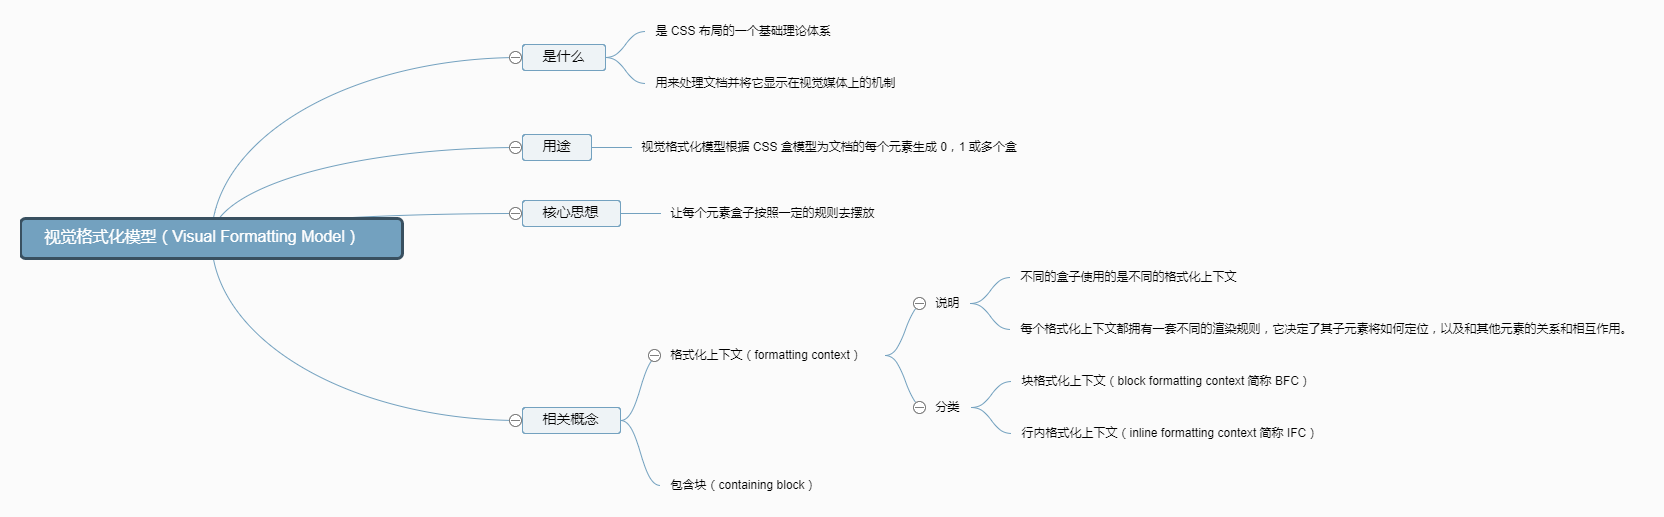 视觉格式化模型（Visual Formatting Model）
是什么
是 CSS 布局的一个基础理论体系
用来处理文档并将它显示在视觉媒体上的机制
用途
视觉格式化模型根据 CSS 盒模型为文档的每个元素生成 0，1 或多个盒
核心思想
让每个元素盒子按照一定的规则去摆放
相关概念
格式化上下文（formatting context）
说明
不同的盒子使用的是不同的格式化上下文
每个格式化上下文都拥有一套不同的渲染规则，它决定了其子元素将如何定位，以及和其他元素的关系和相互作用。
分类
块格式化上下文（block formatting context 简称 BFC）
行内格式化上下文（inline formatting context 简称 IFC）
包含块（containing block）